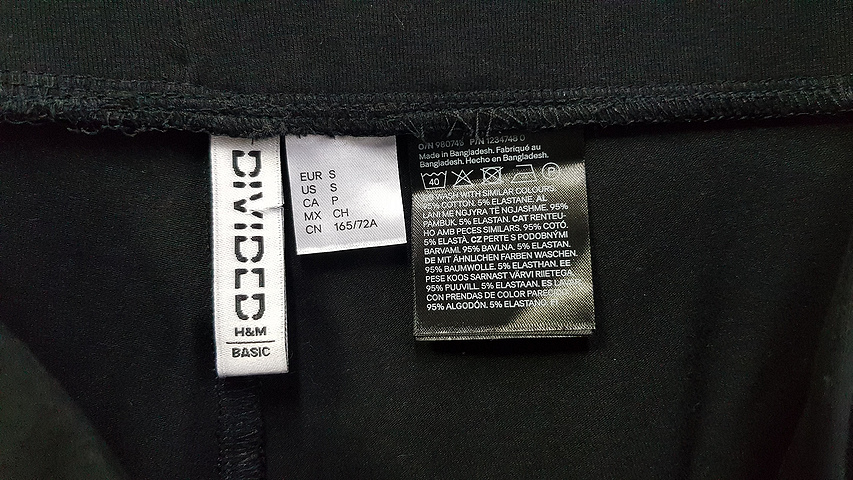 DIVIDED
H&M
BASIC
EUR S
US S
CA P
MX CH
CN 165/72A
O/N 980745 P/N 1234746 0
Made in Bangladesh. Fabriqué au
Bangladesh. Hecho en Bangladesh.
40
P
WASH WITH SIMILAR COLOURS.
95% COTTON. 5% ELASTANE. AL
LANI ME NGJYRA TË NGJASHME. 95%
PAMBUK. 5% ELASTAN. CAT RENTEU-
HO AMB PECES SIMILARS. 95% COTÓ.
5% ELASTÀ. CZ PERTE S PODOBNÝMI
BARVAMI. 95% BAVLNA. 5% ELASTAN.
DE MIT ÄHNLICHEN FARBEN WASCHEN.
95% BAUMWOLLE. 5% ELASTHAN. EE
PESE KOOS SARNAST VÄRVI RIIETEGA.
95% PUUVILL. 5% ELASTAAN. ES LAVAR
CON PRENDAS DE COLOR PARECIDO.
95% ALGODÓN. 5% ELASTANO.